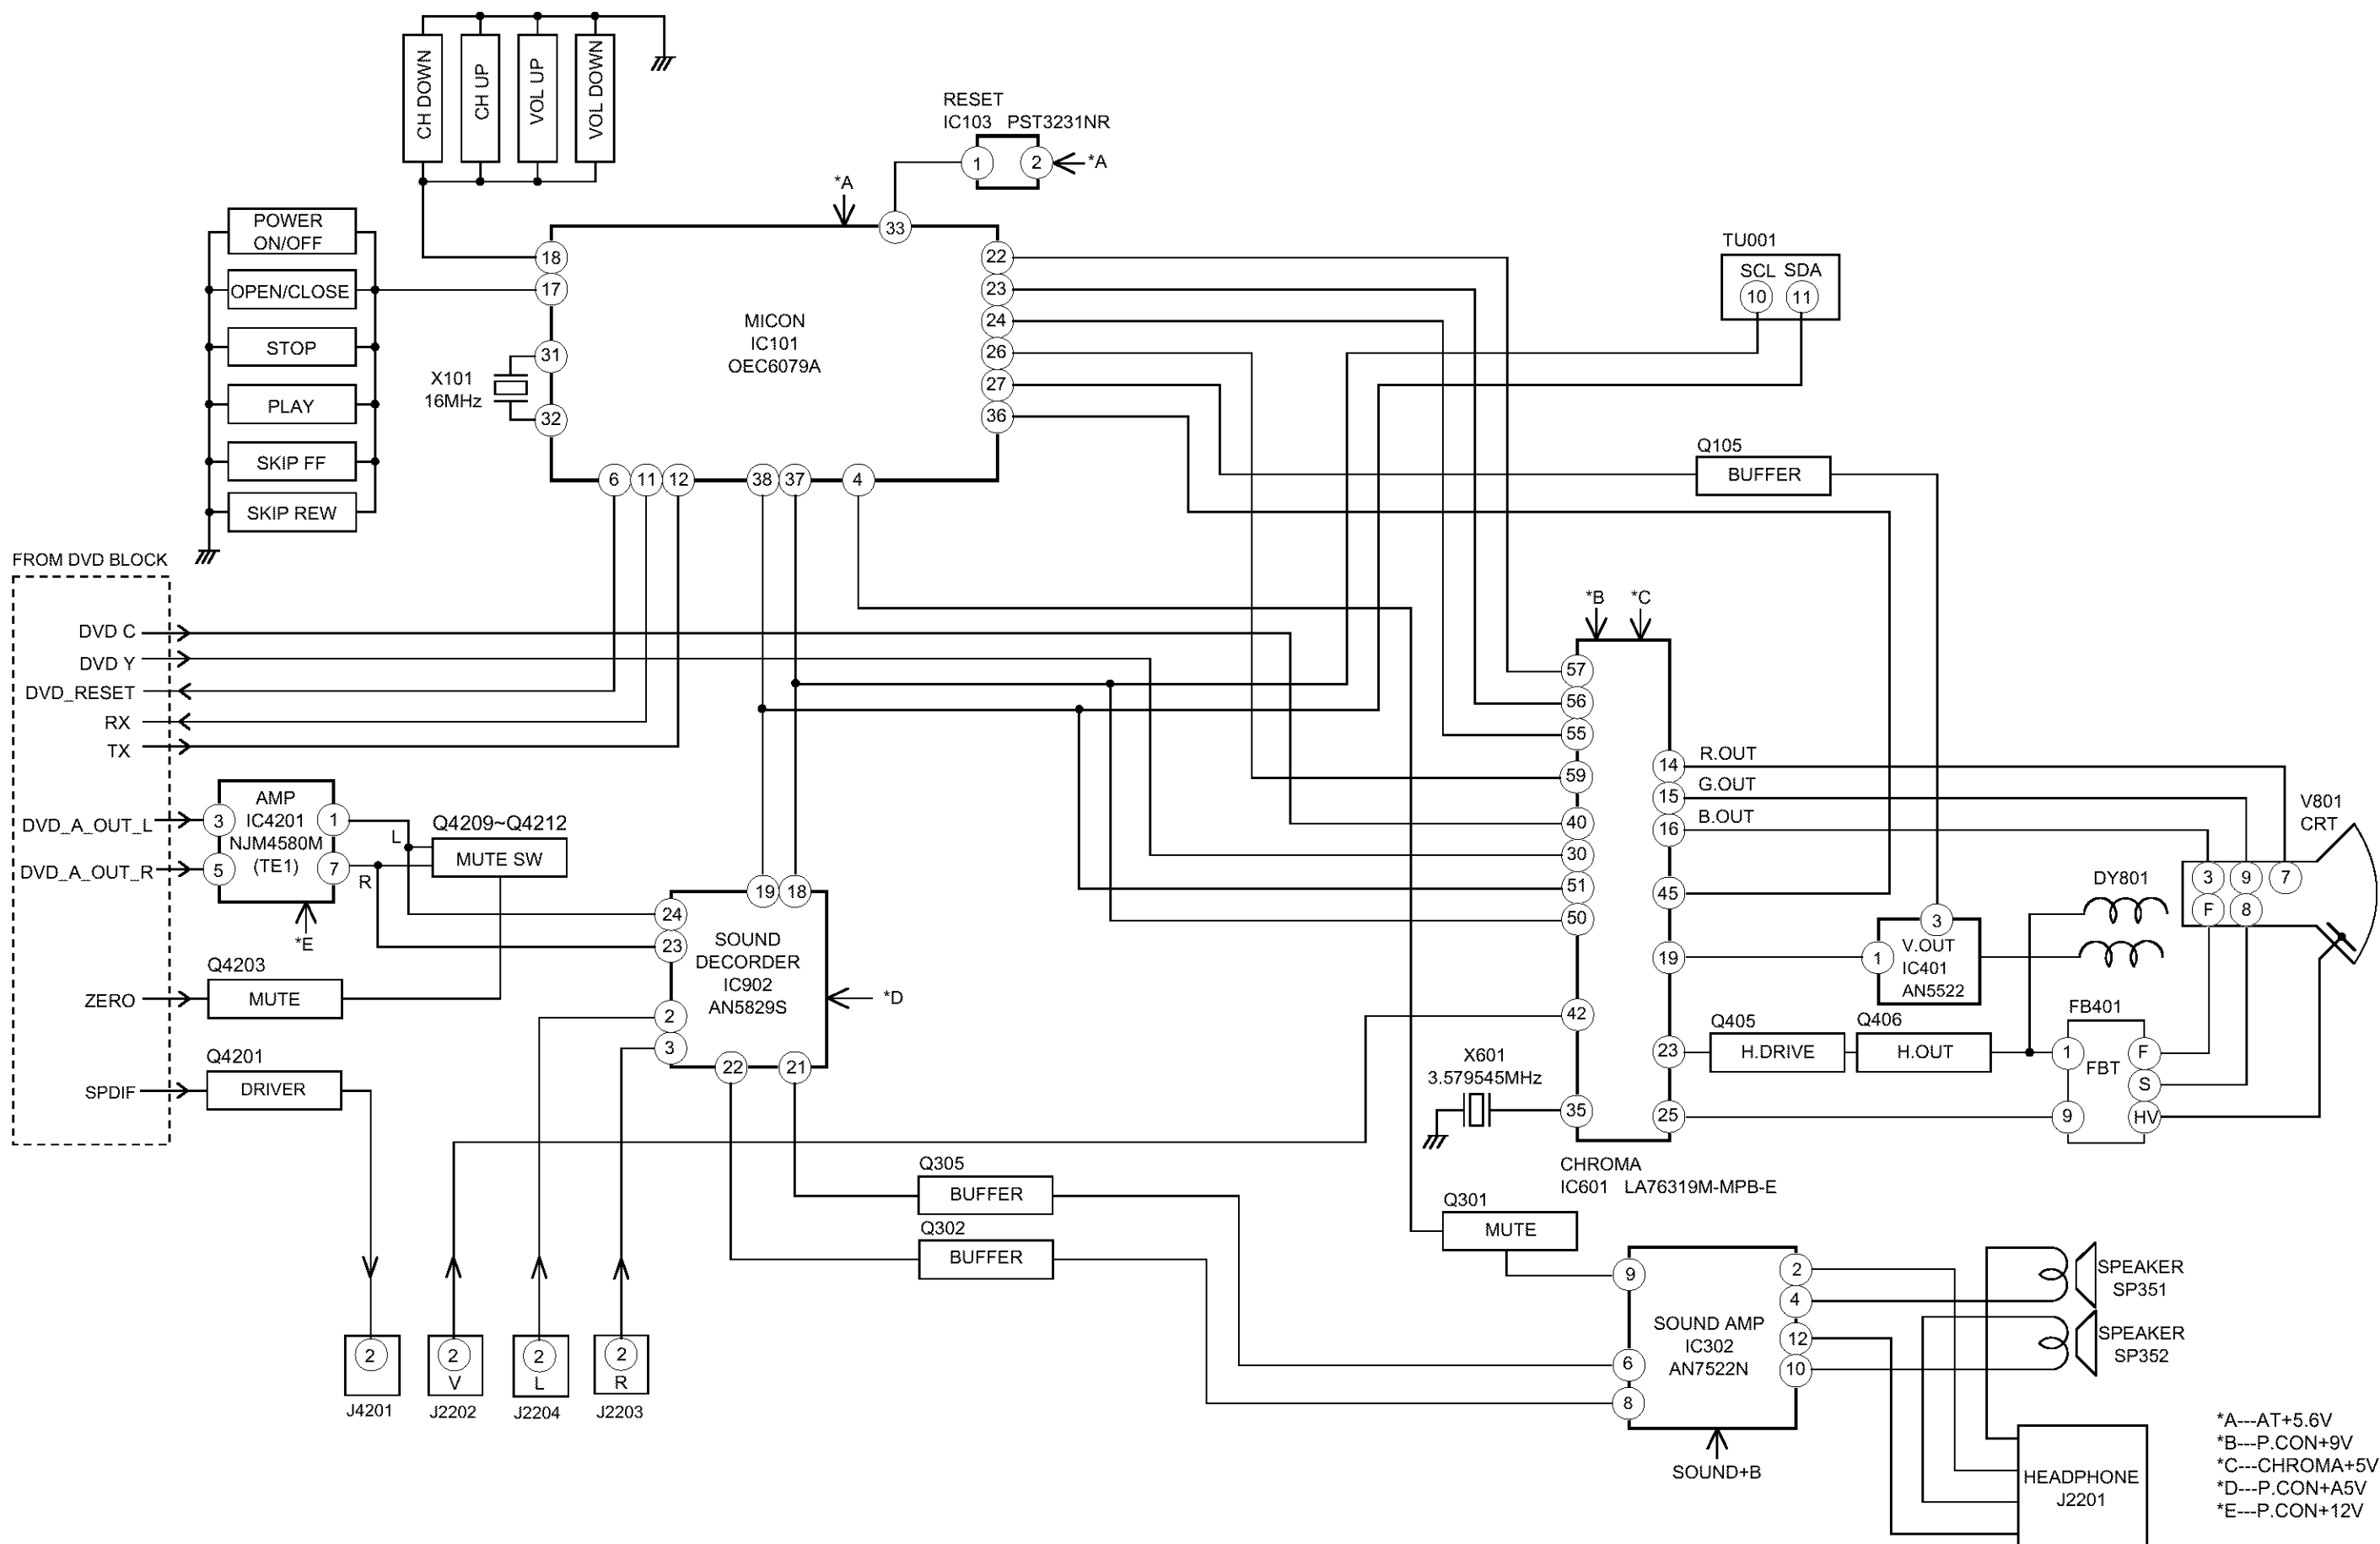 CH DOWN
CH UP
VOL UP
VOL DOWN
RESET
IC103 PST3231NR
1
2
*A
*A
33
POWER
ON/OFF
OPEN/CLOSE
STOP
PLAY
SKIP FF
SKIP REW
18
17
31
32
X101
16MHz
MICON
IC101
OEC6079A
22
23
24
26
27
36
6
11
12
38
37
4
TU001
SCL SDA
10
11
Q105
BUFFER
FROM DVD BLOCK
DVD C
DVD Y
DVD_RESET
RX
TX
DVD_A_OUT_L
DVD_A_OUT_R
ZERO
SPDIF
3
5
AMP
IC4201
NJM4580M
(TE1)
1
7
L
R
*E
Q4209~Q4212
MUTE SW
Q4203
MUTE
Q4201
DRIVER
19
18
24
23
2
3
22
21
SOUND
DECORDER
IC902
AN5829S
*D
*B
*C
57
56
55
59
40
30
51
50
42
35
14
15
16
45
19
23
25
R.OUT
G.OUT
B.OUT
X601
3.579545MHz
CHROMA
IC601 LA76319M-MPB-E
V801
CRT
3
9
7
F
8
DY801
3
1
V.OUT
IC401
AN5522
Q405
H.DRIVE
Q406
H.OUT
FB401
1
9
FBT
F
S
HV
Q305
BUFFER
Q302
BUFFER
Q301
MUTE
9
6
8
SOUND AMP
IC302
AN7522N
2
4
12
10
SOUND+B
SPEAKER
SP351
SPEAKER
SP352
HEADPHONE
J2201
2
J4201
2
V
J2202
2
L
J2204
2
R
J2203
*A---AT+5.6V
*B---P.CON+9V
*C---CHROMA+5V
*D---P.CON+A5V
*E---P.CON+12V